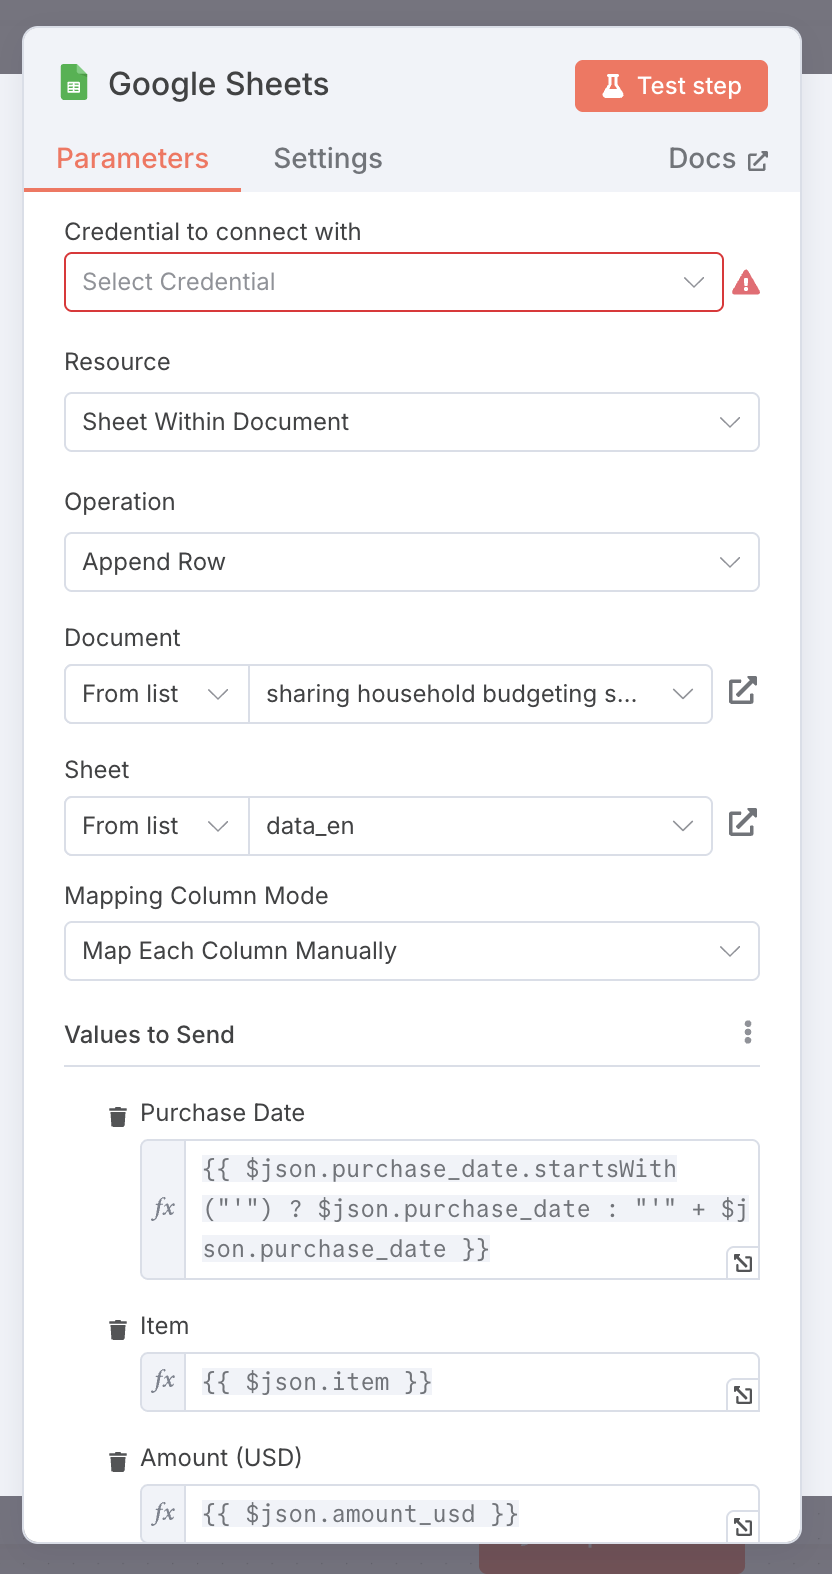 Google Sheets
Test step
Parameters
Settings
Docs
Credential to connect with
Select Credential
Resource
Sheet Within Document
Operation
Append Row
Document
From list
sharing household budgeting s...
Sheet
From list
data_en
Mapping Column Mode
Map Each Column Manually
Values to Send
Purchase Date
fx
{{ $json.purchase_date.startsWith
("'") ? $json.purchase_date : "'" + $j
son.purchase_date }}
Item
fx
{{ $json.item }}
Amount (USD)
fx
{{ $json.amount_usd }}